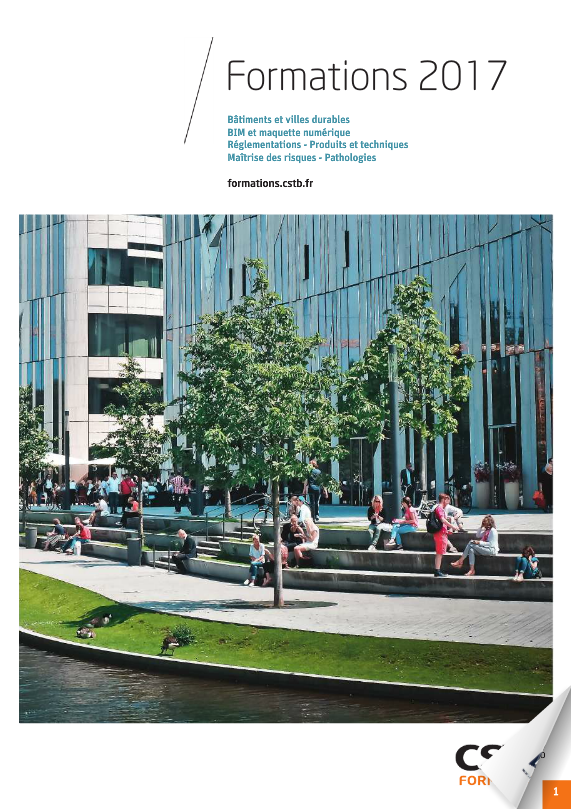 Formations 2017
Bâtiments et villes durables
BIM et maquette numérique
Réglementations - Produits et techniques
Maîtrise des risques - Pathologies
formations.cstb.fr
1